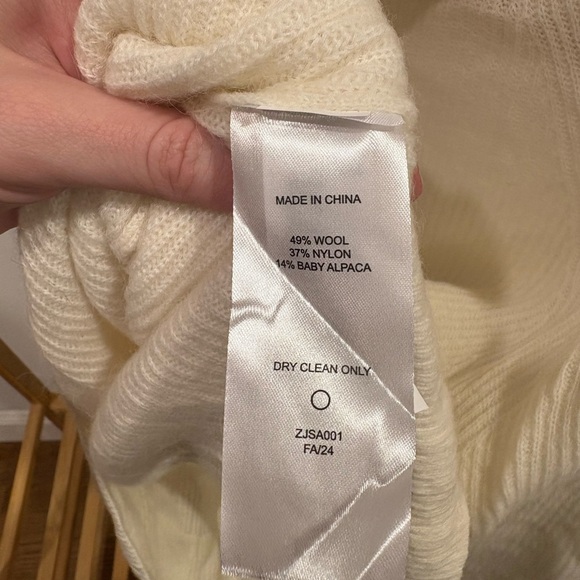 MADE IN CHINA
49% WOOL
37% NYLON
14% BABY ALPACA
DRY CLEAN ONLY
ZJSA001
FA/24